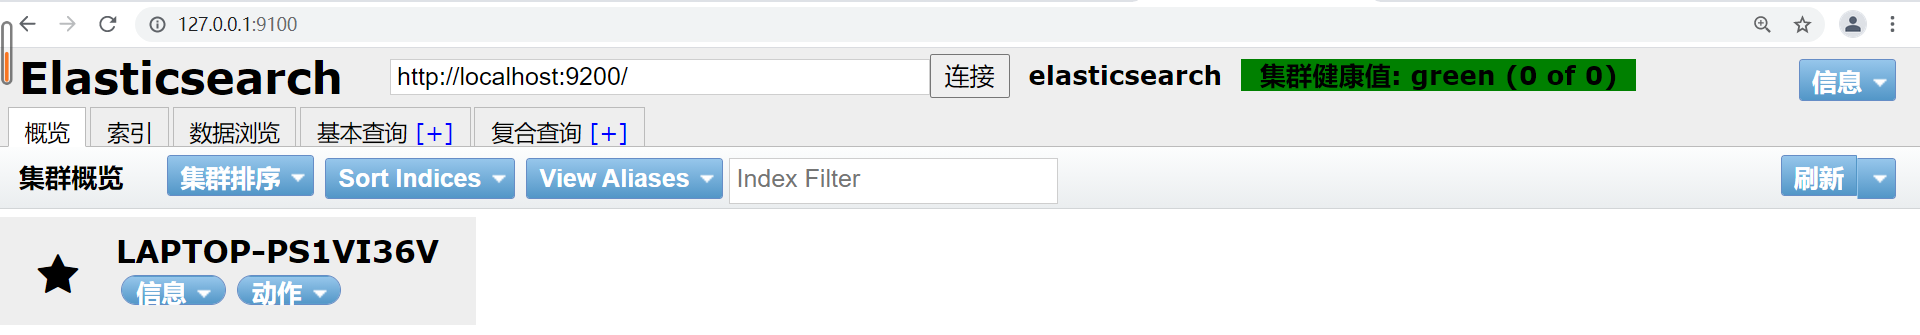 127.0.0.1:9100
Elasticsearch http://localhost:9200/ 连接 elasticsearch 集群健康值: green (0 of 0) 信息
概览 索引 数据浏览 基本查询 [+] 复合查询 [+]
集群概览 集群排序 Sort Indices View Aliases Index Filter 刷新
LAPTOP-PS1VI36V
信息 动作